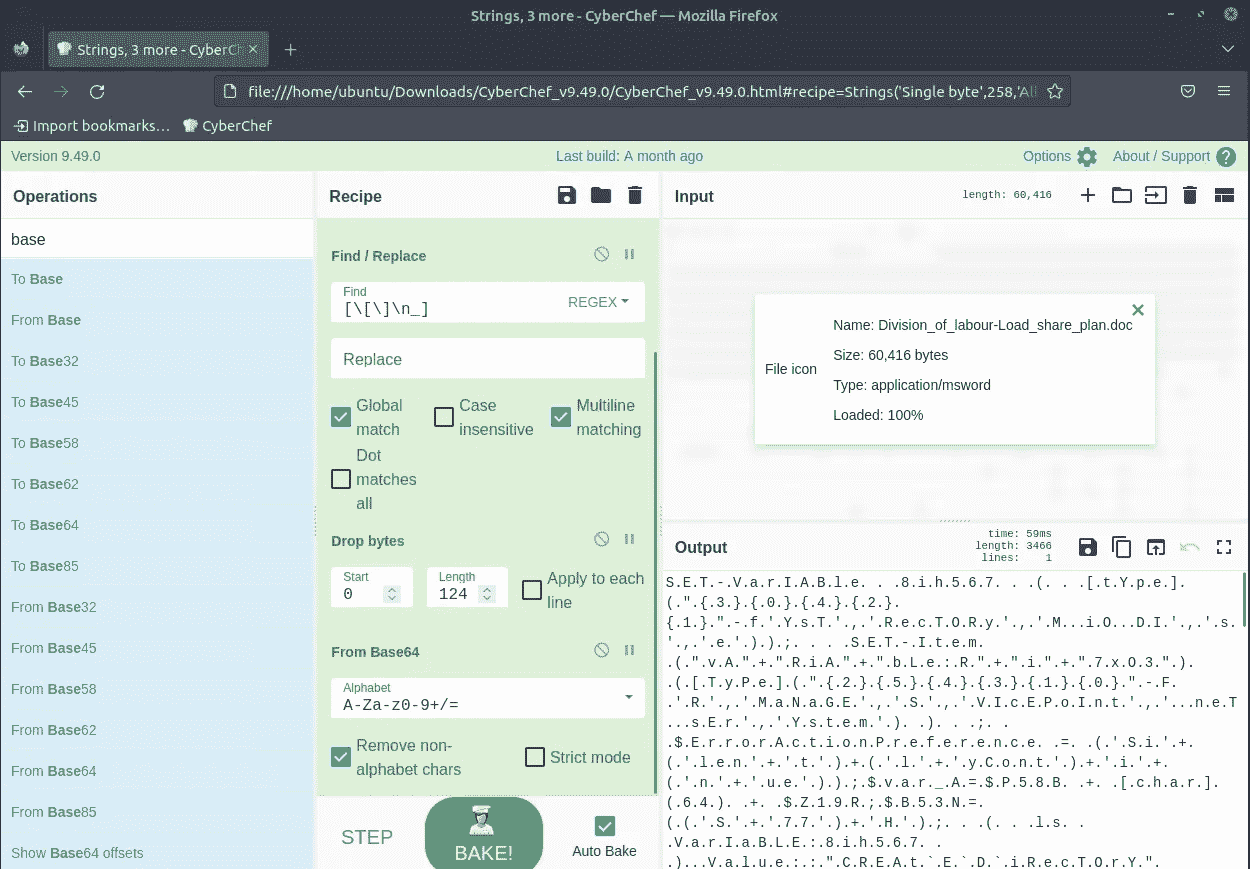 Strings, 3 more - CyberChef — Mozilla Firefox
Strings, 3 more - CyberCh
file:///home/ubuntu/Downloads/CyberChef_v9.49.0/CyberChef_v9.49.0.html#recipe=Strings('Single byte',258,'All
Import bookmarks… CyberChef
Version 9.49.0
Last build: A month ago
Options About / Support
Operations
base
To Base
From Base
To Base32
To Base45
To Base58
To Base62
To Base64
To Base85
From Base32
From Base45
From Base58
From Base62
From Base64
From Base85
Show Base64 offsets
Recipe
Find / Replace
Find
[\[\]\n_]
REGEX
Replace
Global match
Case insensitive
Multiline matching
Dot matches all
Drop bytes
Start
0
Length
124
Apply to each line
From Base64
Alphabet
A-Za-z0-9+/=
Remove non-alphabet chars
Strict mode
STEP
BAKE!
Auto Bake
Input
length: 60,416
File icon
Name: Division_of_labour-Load_share_plan.doc
Size: 60,416 bytes
Type: application/msword
Loaded: 100%
Output
time: 59ms
length: 3466
lines: 1
S.E.T.-.V.a.r.I.A.B.l.e. . .8.i.h.5.6.7. . .(. . .[.t.Y.p.e.].
(.".{.3.}.{.0.}.{.4.}.{.2.}.
{.1.}.".-.f.'.Y.s.T.'.,.'.R.e.c.T.O.R.y.'.,.'.M...i.O...D.I.'.,.'.s.
'.,.'.e.'.).).;. . . .S.E.T.-.I.t.e.m.
.(.".v.A.".+.".R.i.A.".+.".b.L.e.:.R.".+.".i.".+.".7.x.O.3.".).
.(.[.T.y.P.e.].(.".{.2.}.{.5.}.{.4.}.{.3.}.{.1.}.{.0.}.".-.F.
.'.R.'.,.'.M.a.N.a.G.E.'.,.'.S.'.,.'.V.I.c.E.P.o.I.n.t.'.,.'...n.e.T
...s.E.r.'.,.'.Y.s.t.e.m.'.). .). . .;. .
.$.E.r.r.o.r.A.c.t.i.o.n.P.r.e.f.e.r.e.n.c.e. .=. .(.'.S.i.'.+.
(.'.l.e.n.'.+.'.t.'.).+.(.'.l.'.+.'.y.C.o.n.t.'.).+.'.i.'.+.
(.'.n.'.+.'.u.e.'.).).;.$.v.a.r._.A.=.$.P.5.8.B. .+. .[.c.h.a.r.].
(.6.4.). .+. .$.Z.1.9.R.;.$.B.5.3.N.=.
(.(.'.S.'.+.'.7.7.'.).+.'.H.'.).;. . .(. . .l.s. .
.V.a.r.I.a.B.L.E.:.8.i.h.5.6.7. .
.)...V.a.l.u.e.:.:.".C.R.E.A.t.`.E.`.D.`.i.R.e.c.T.O.r.Y.".